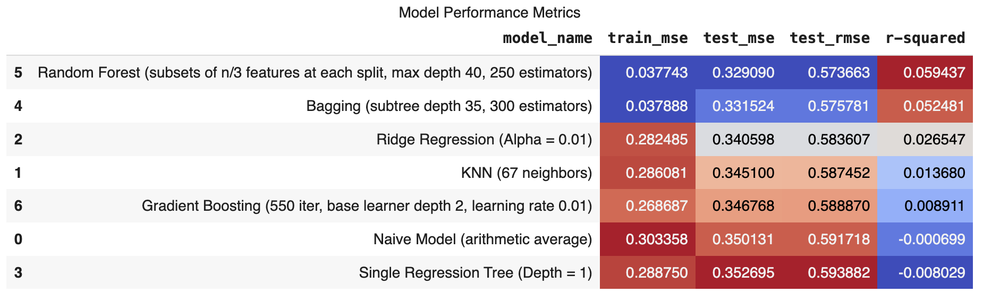 Model Performance Metrics
model_name train_mse test_mse test_rmse r-squared
5 Random Forest (subsets of n/3 features at each split, max depth 40, 250 estimators) 0.037743 0.329090 0.573663 0.059437
4 Bagging (subtree depth 35, 300 estimators) 0.037888 0.331524 0.575781 0.052481
2 Ridge Regression (Alpha = 0.01) 0.282485 0.340598 0.583607 0.026547
1 KNN (67 neighbors) 0.286081 0.345100 0.587452 0.013680
6 Gradient Boosting (550 iter, base learner depth 2, learning rate 0.01) 0.268687 0.346768 0.588870 0.008911
0 Naive Model (arithmetic average) 0.303358 0.350131 0.591718 -0.000699
3 Single Regression Tree (Depth = 1) 0.288750 0.352695 0.593882 -0.008029